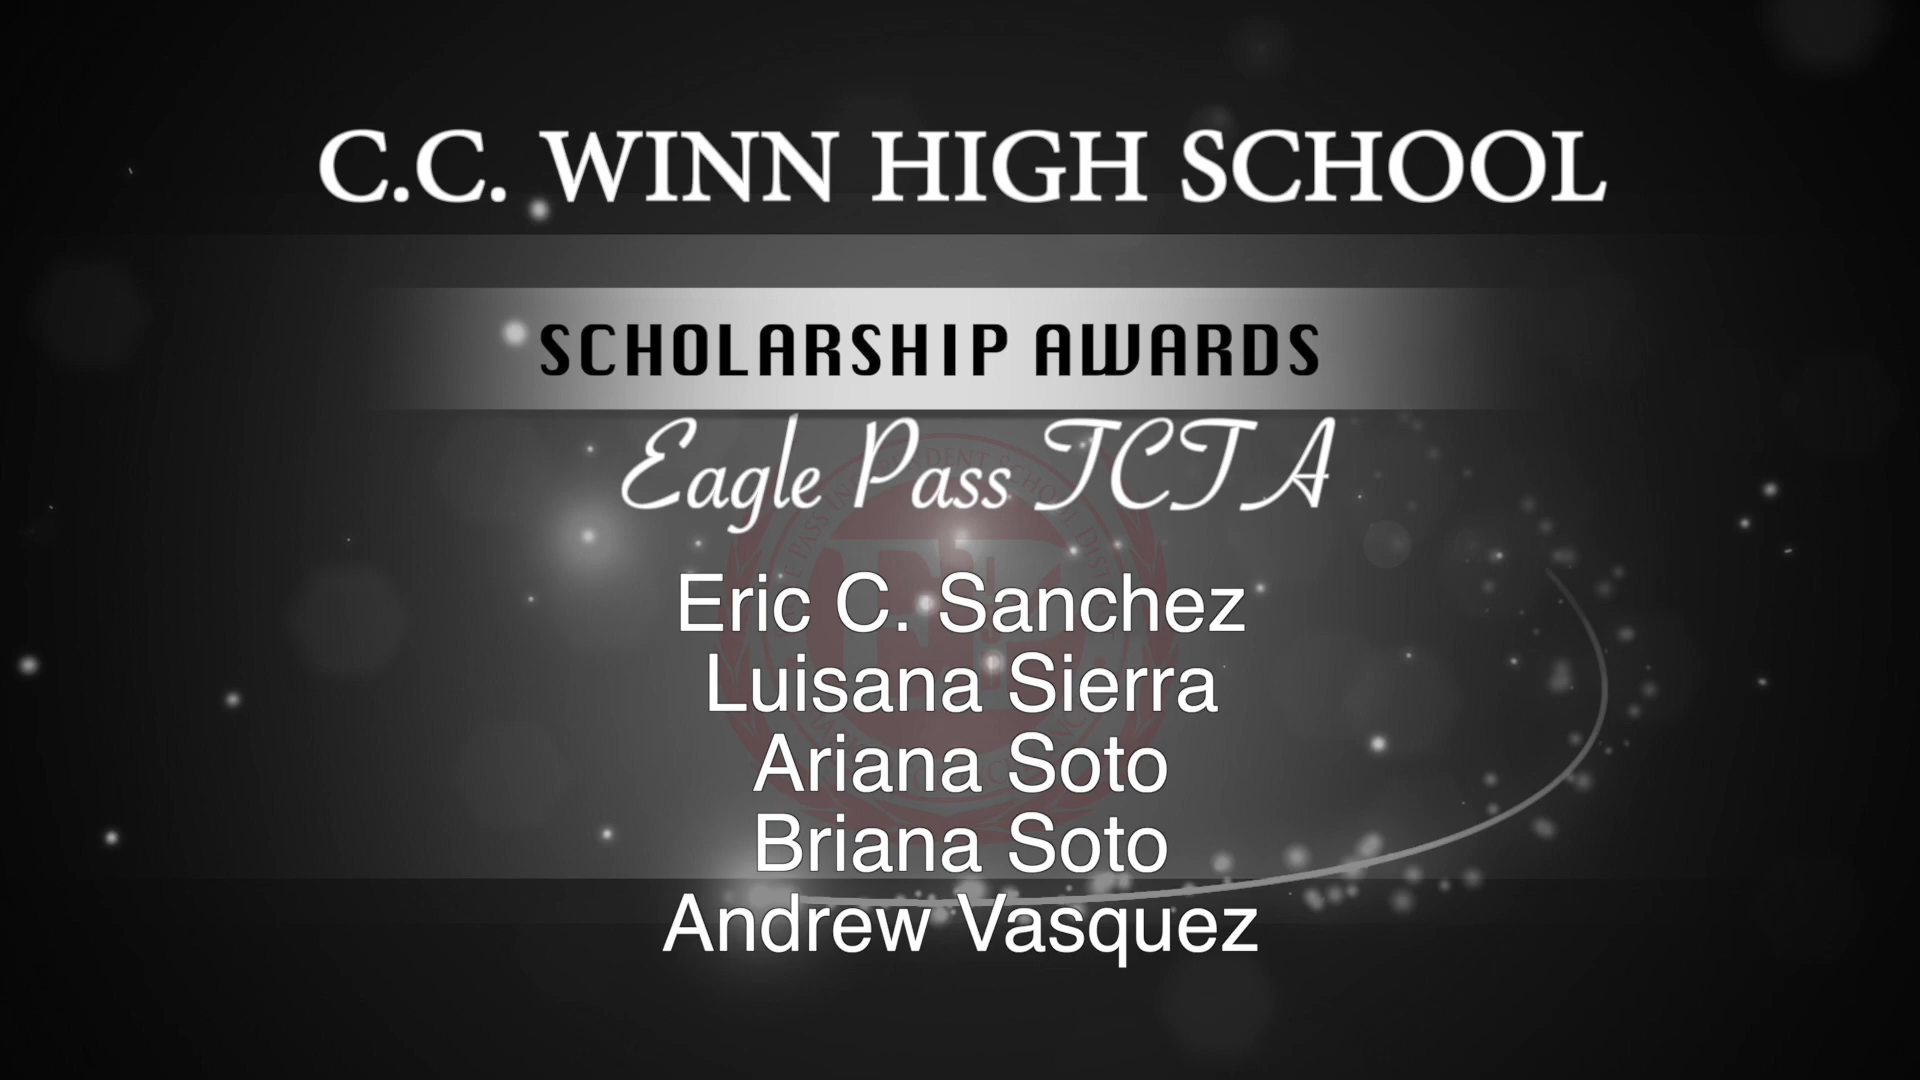 C.C. WINN HIGH SCHOOL
SCHOLARSHIP AWARDS
Eagle Pass TCTA
Eric C. Sanchez
Luisana Sierra
Ariana Soto
Briana Soto
Andrew Vasquez